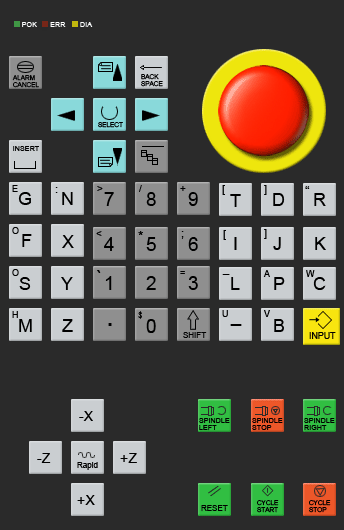 POK ERR DIA
ALARM CANCEL
BACK SPACE
SELECT
INSERT
E G : N > 7 / 8 + 9 [ T ] D “ R
O F X < 4 * 5 ; 6 [ I ] J K
O S Y ` 1 2 = 3 – L A P W C
H M Z . $ 0 SHIFT U – V B INPUT
-X
SPINDLE LEFT SPINDLE STOP SPINDLE RIGHT
-Z Rapid +Z
+X
RESET CYCLE START CYCLE STOP